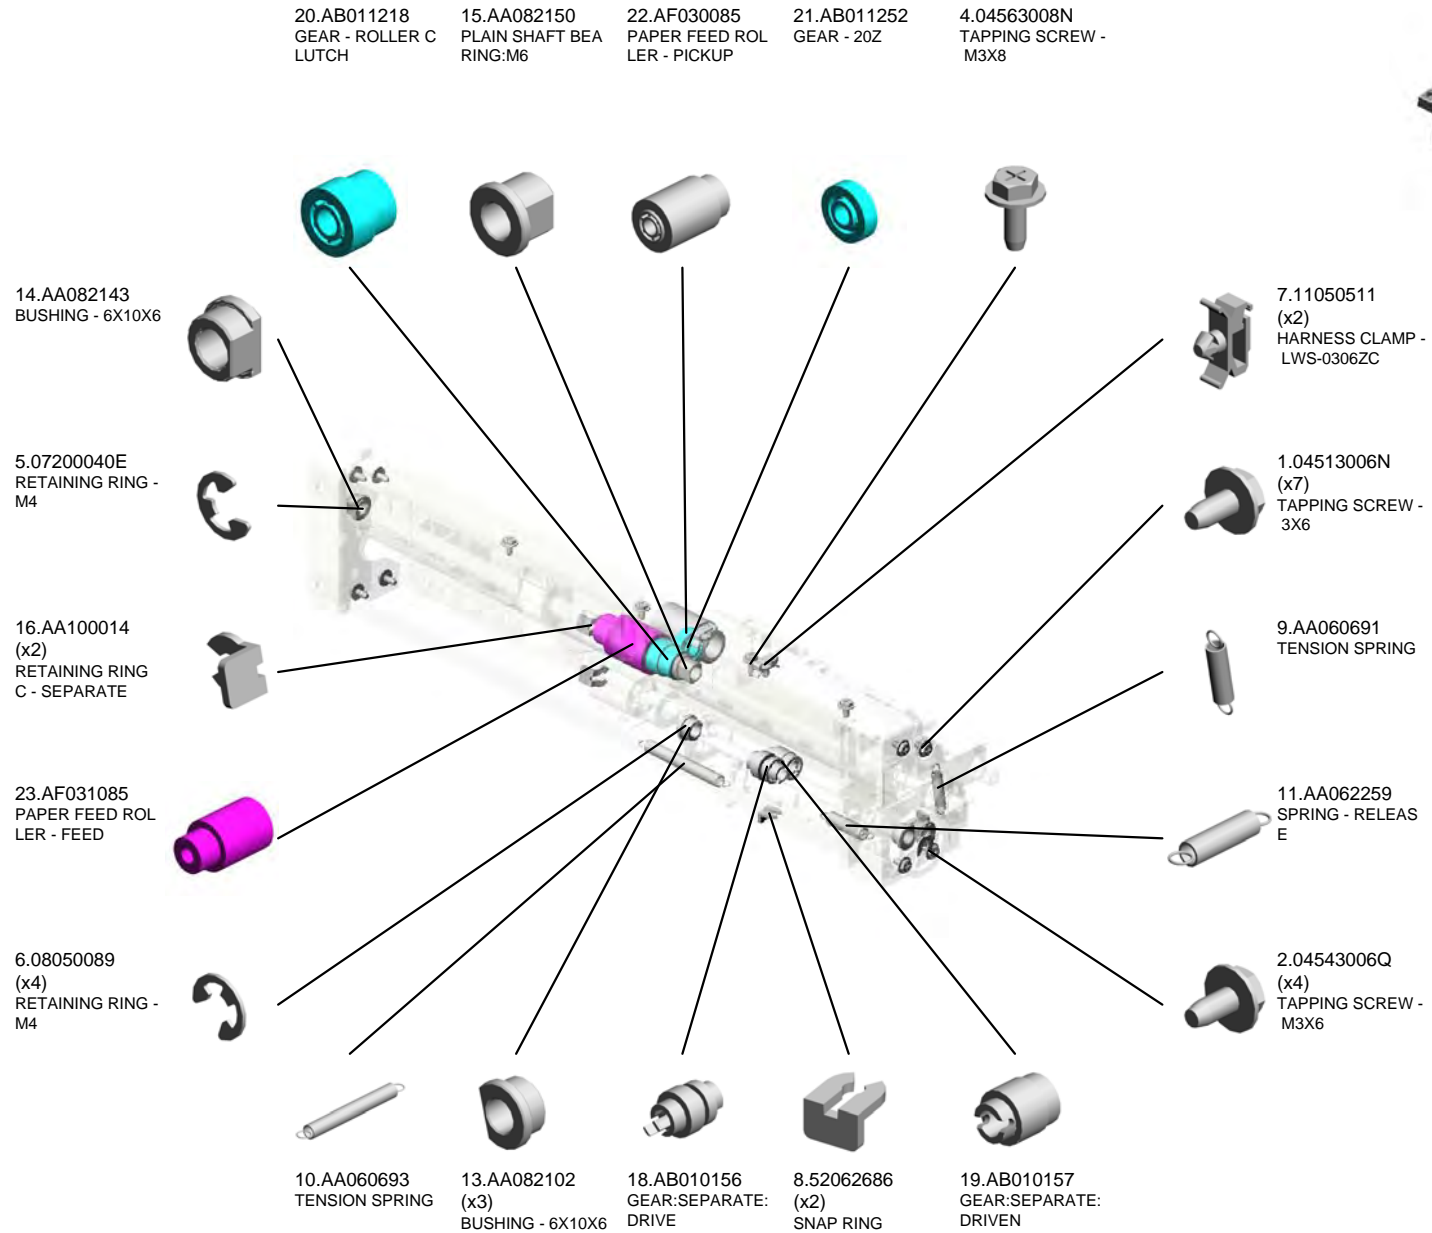 20.AB011218
GEAR - ROLLER C
LUTCH
15.AA082150
PLAIN SHAFT BEA
RING:M6
22.AF030085
PAPER FEED ROL
LER - PICKUP
21.AB011252
GEAR - 20Z
4.04563008N
TAPPING SCREW -
M3X8
14.AA082143
BUSHING - 6X10X6
7.11050511
(x2)
HARNESS CLAMP -
LWS-0306ZC
5.07200040E
RETAINING RING -
M4
1.04513006N
(x7)
TAPPING SCREW -
3X6
16.AA100014
(x2)
RETAINING RING
C - SEPARATE
9.AA060691
TENSION SPRING
23.AF031085
PAPER FEED ROL
LER - FEED
11.AA062259
SPRING - RELEAS
E
6.08050089
(x4)
RETAINING RING -
M4
2.04543006Q
(x4)
TAPPING SCREW -
M3X6
10.AA060693
TENSION SPRING
13.AA082102
(x3)
BUSHING - 6X10X6
18.AB010156
GEAR:SEPARATE:
DRIVE
8.52062686
(x2)
SNAP RING
19.AB010157
GEAR:SEPARATE:
DRIVEN